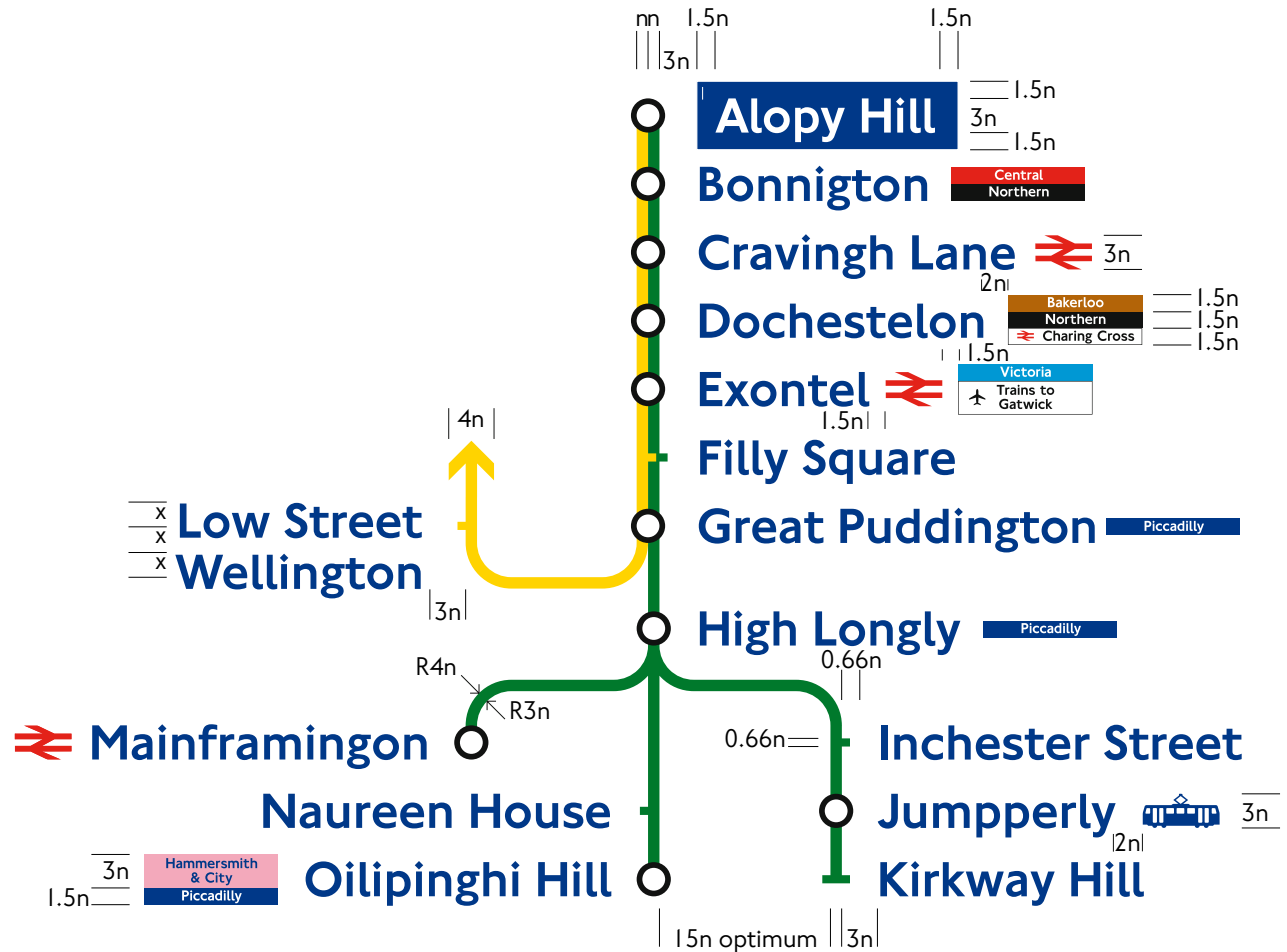 nn 1.5n 1.5n
3n
Alopy Hill
1.5n
3n
1.5n
Bonnigton
Central
Northern
Cravingh Lane
3n
2n
Dochestelon
Bakerloo
Northern
Charing Cross
1.5n
1.5n
1.5n
1.5n
Exontel
Victoria
Trains to
Gatwick
1.5n
4n
Filly Square
x
x
x
Low Street
Wellington
3n
Great Puddington
Piccadilly
High Longly
Piccadilly
0.66n
R4n
R3n
Mainframingon
0.66n
Inchester Street
Naureen House
Jumpperly
3n
2n
3n
1.5n
Hammersmith
& City
Piccadilly
Oilipinghi Hill
Kirkway Hill
15n optimum 3n